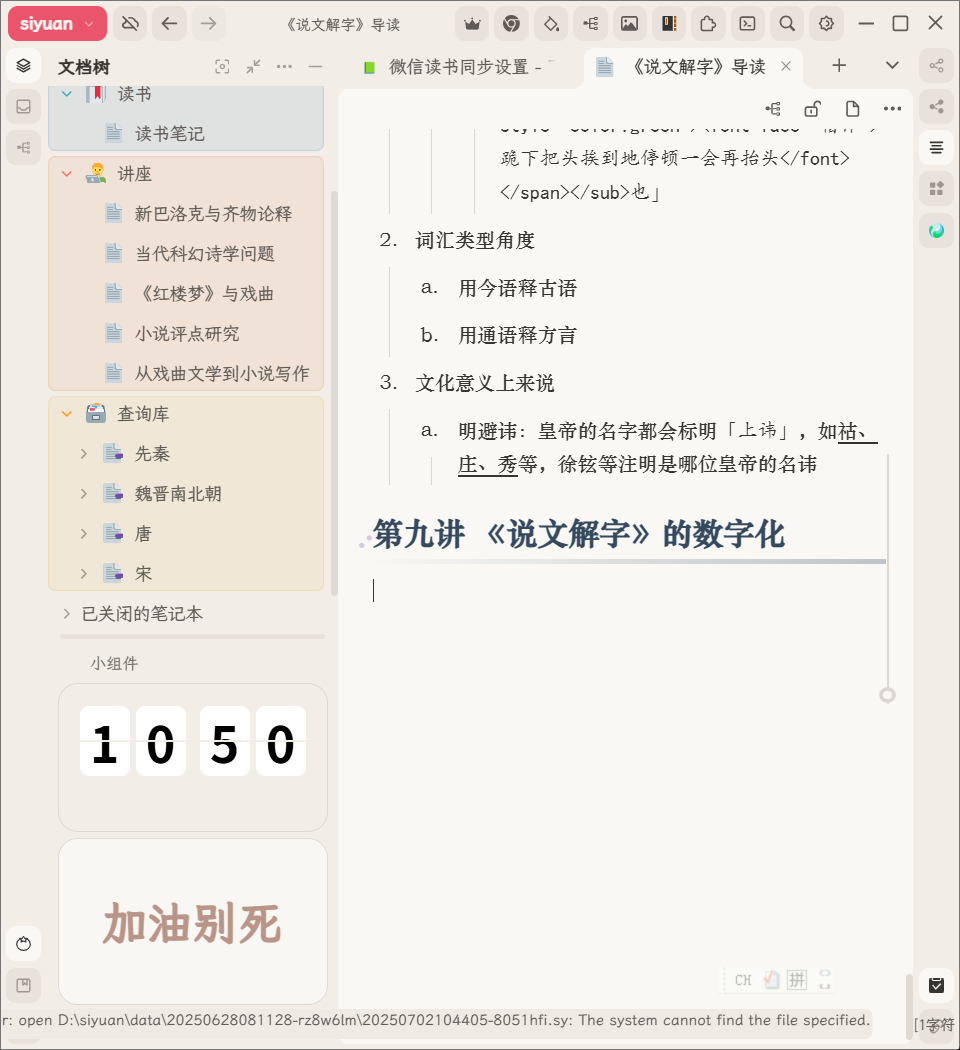 siyuan
《说文解字》导读
文档树
微信读书同步设置 -
《说文解字》导读
读书
读书笔记
讲座
新巴洛克与齐物论释
当代科幻诗学问题
《红楼梦》与戏曲
小说评点研究
从戏曲文学到小说写作
查询库
先秦
魏晋南北朝
唐
宋
已关闭的笔记本
小组件
1 0 5 0
加油别死
跪下把头挨到地停顿一会再抬头</font>
</span></sub>也」
2. 词汇类型角度
a. 用今语释古语
b. 用通语释方言
3. 文化意义上来说
a. 明避讳：皇帝的名字都会标明「上讳」，如祜、
庄、秀等，徐铉等注明是哪位皇帝的名讳
第九讲 《说文解字》的数字化
CH 拼
r: open D:\siyuan\data\20250628081128-rz8w6lm\20250702104405-8051hfi.sy: The system cannot find the file specified.
[1字符